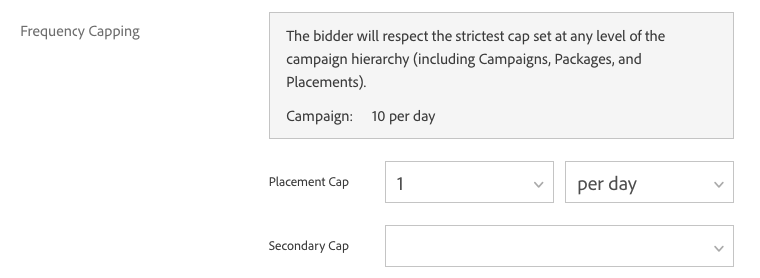 Frequency Capping
The bidder will respect the strictest cap set at any level of the
campaign hierarchy (including Campaigns, Packages, and
Placements).
Campaign: 10 per day
Placement Cap 1 per day
Secondary Cap